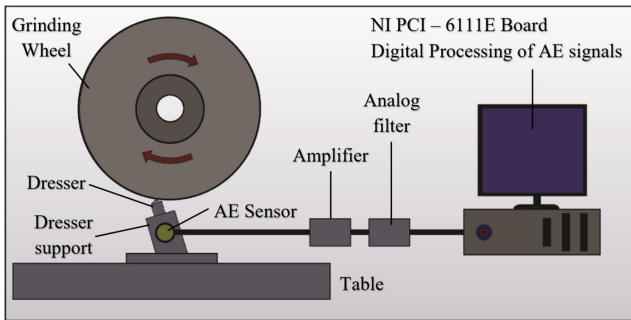 Grinding
Wheel
NI PCI – 6111E Board
Digital Processing of AE signals
Analog
filter
Amplifier
Dresser
AE Sensor
Dresser
support
Table